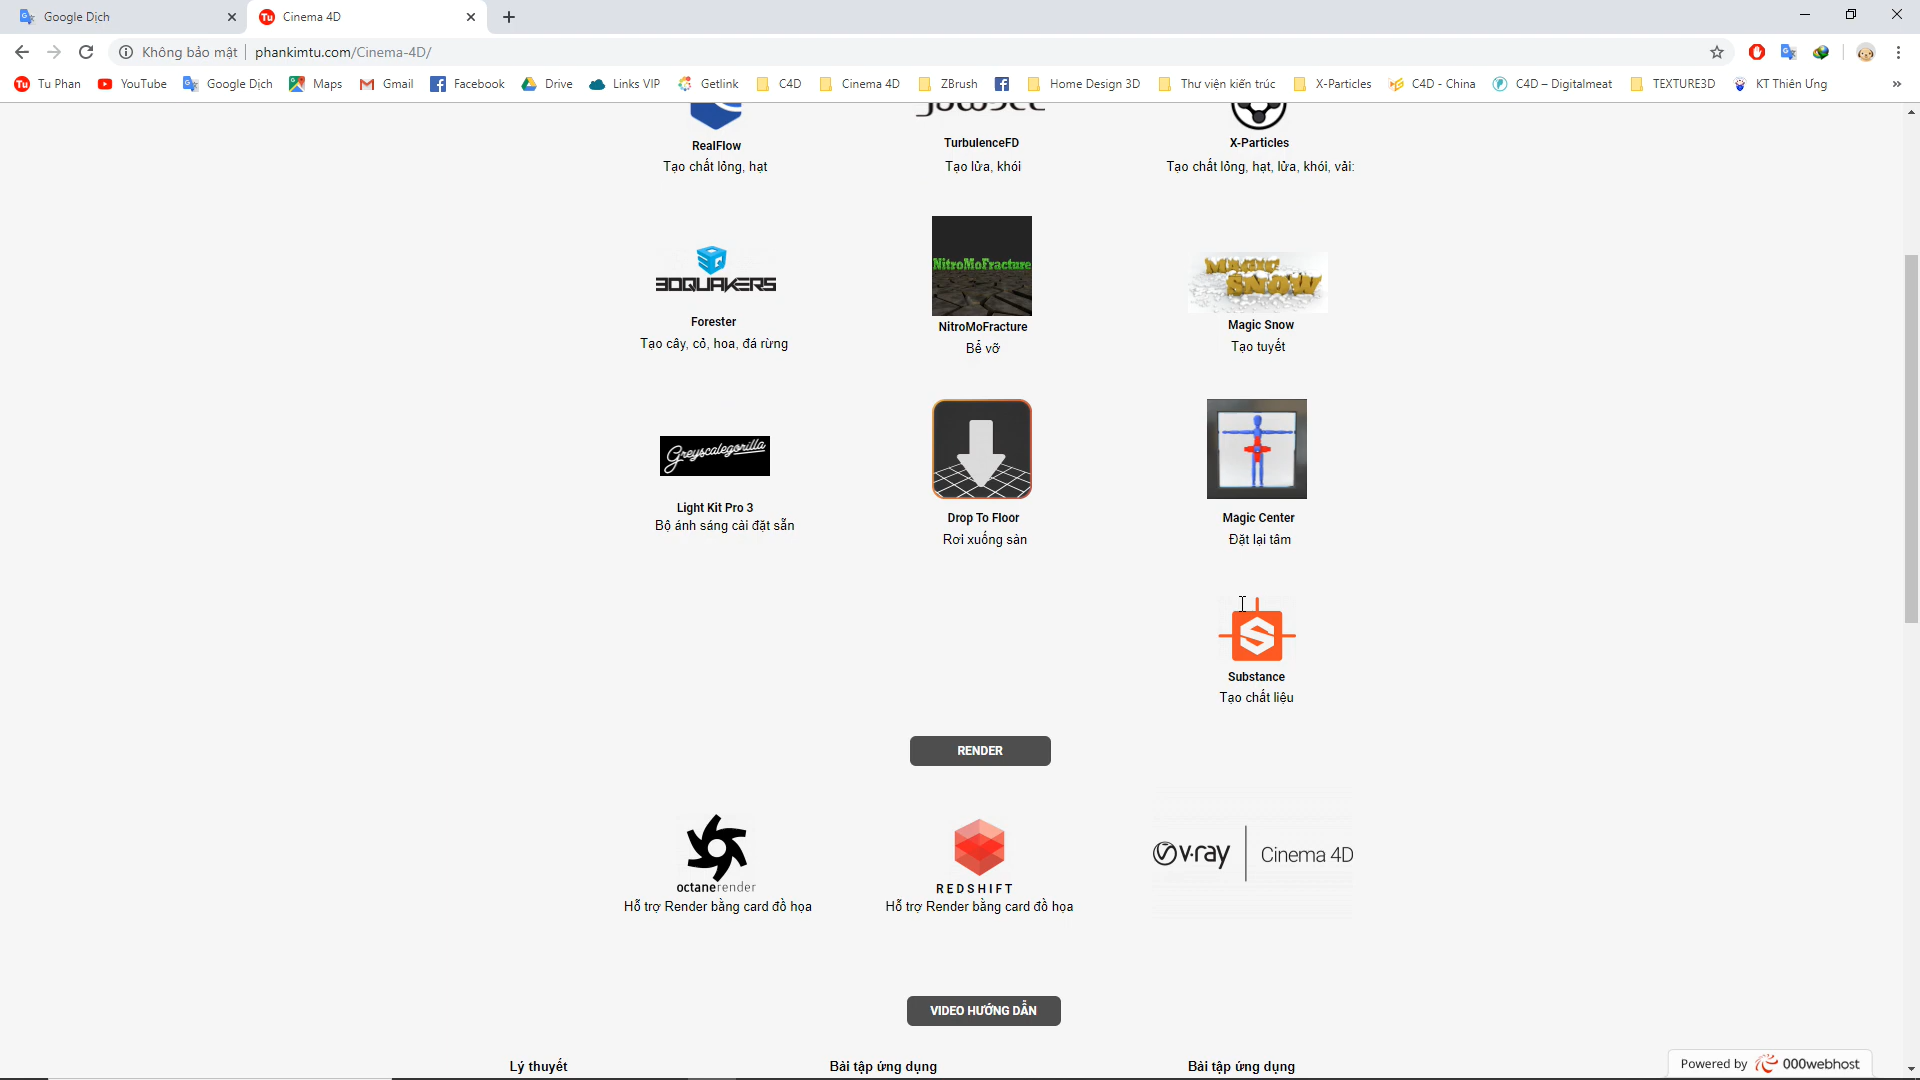 Google Dịch
Tu Cinema 4D
Không bảo mật phankimtu.com/Cinema-4D/
Tu Tu Phan YouTube Google Dịch Maps Gmail Facebook Drive Links VIP Getlink C4D Cinema 4D ZBrush Home Design 3D Thư viện kiến trúc X-Particles C4D - China C4D – Digitalmeat TEXTURE3D KT Thiên Ưng »
RealFlow TurbulenceFD X-Particles
Tạo chất lỏng, hạt Tạo lửa, khói Tạo chất lỏng, hạt, lửa, khói, vải:
3DQUAKERS NitroMoFracture MAGIC SNOW
Forester NitroMoFracture Magic Snow
Tạo cây, cỏ, hoa, đá rừng Bể vỡ Tạo tuyết
Greyscalegorilla
Light Kit Pro 3 Drop To Floor Magic Center
Bộ ánh sáng cài đặt sẵn Rơi xuống sàn Đặt lại tâm
Substance
Tạo chất liệu
RENDER
v·ray Cinema 4D
octanerender REDSHIFT
Hỗ trợ Render bằng card đồ họa Hỗ trợ Render bằng card đồ họa
VIDEO HƯỚNG DẪN
Lý thuyết Bài tập ứng dụng Bài tập ứng dụng
Powered by 000webhost